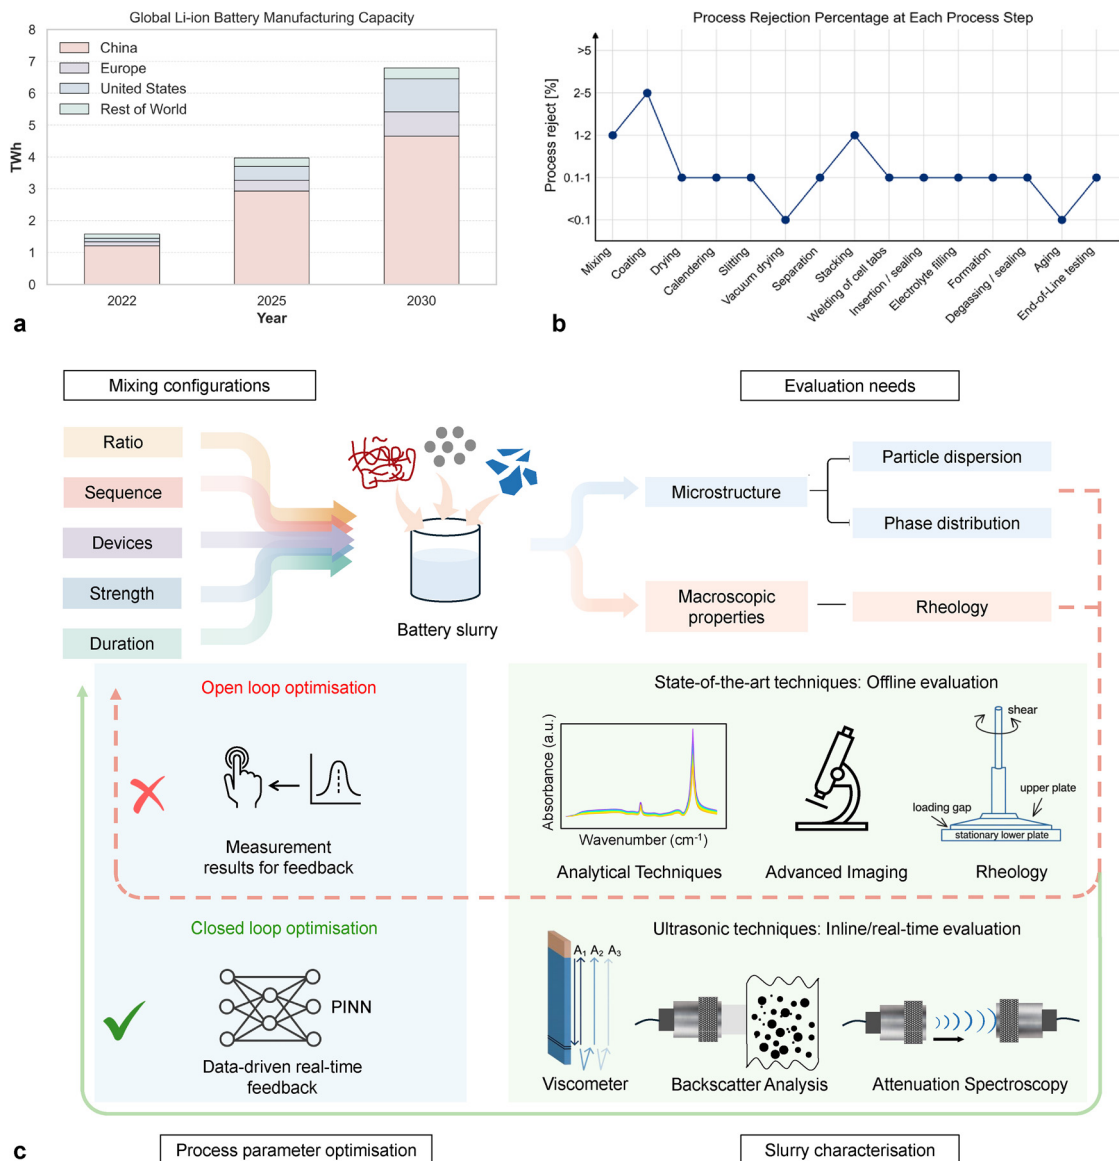 Global Li-ion Battery Manufacturing Capacity
8
7
6
5
4
3
2
1
0
TWh
China
Europe
United States
Rest of World
2022
2025
2030
Year
a
Process Rejection Percentage at Each Process Step
Process reject [%]
>5
2-5
1-2
0.1-1
<0.1
Mixing
Coating
Drying
Calendering
Slitting
Vacuum drying
Separation
Stacking
Welding of cell tabs
Insertion / sealing
Electrolyte filling
Formation
Degassing / sealing
Aging
End-of-Line testing
b
Mixing configurations
Evaluation needs
Ratio
Sequence
Devices
Strength
Duration
Battery slurry
Microstructure
Particle dispersion
Phase distribution
Macroscopic
properties
Rheology
Open loop optimisation
Measurement
results for feedback
State-of-the-art techniques: Offline evaluation
Absorbance (a.u.)
Wavenumber (cm⁻¹)
Analytical Techniques
Advanced Imaging
shear
upper plate
loading gap
stationary lower plate
Rheology
Closed loop optimisation
PINN
Data-driven real-time
feedback
Ultrasonic techniques: Inline/real-time evaluation
A₁ A₂ A₃
Viscometer
Backscatter Analysis
Attenuation Spectroscopy
c
Process parameter optimisation
Slurry characterisation